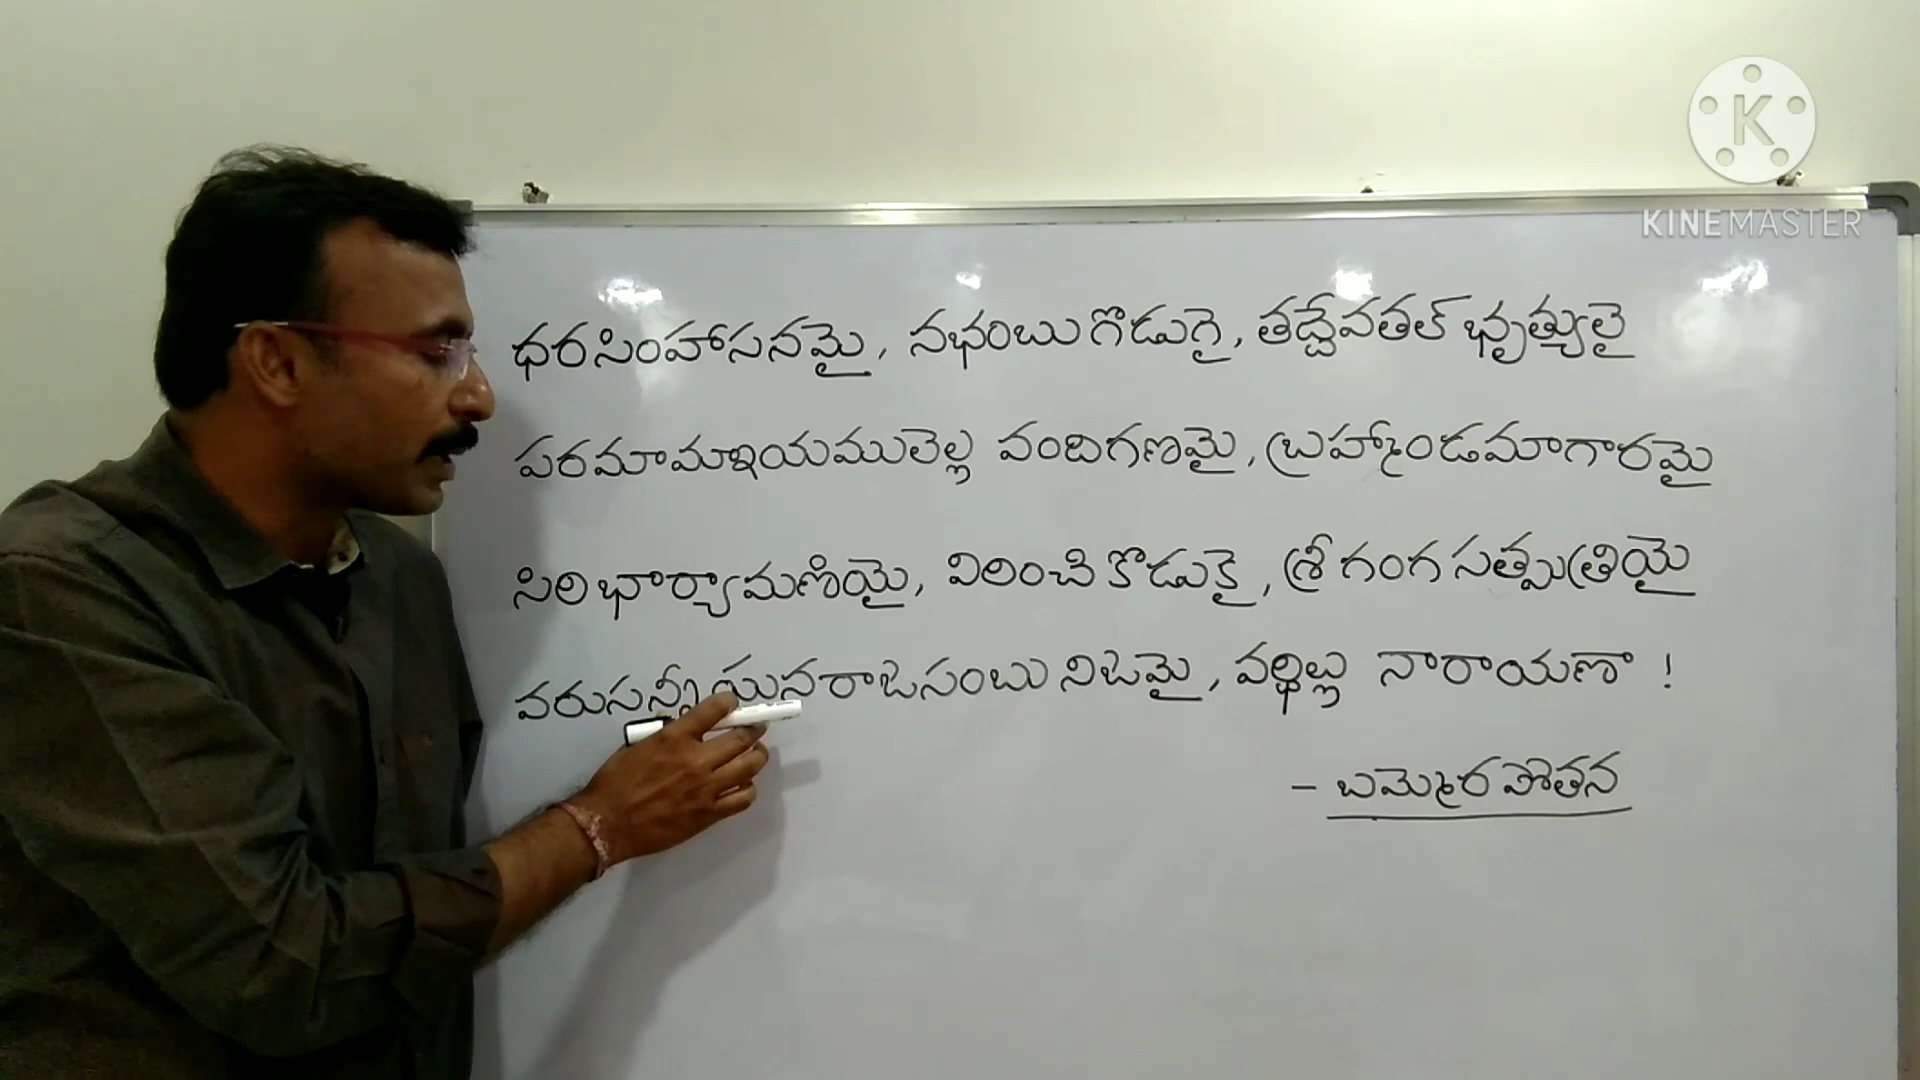 K
KINEMASTER
ధరసింహాసనమై, నభంబుగొడుగై, తద్దేవతల్ భృత్యులై
పరమామ్నాయములెల్ల వందిగణమై, బ్రహ్మాండమాగారమై
సిరి భార్యామణియై, విరించి కొడుకై, శ్రీగంగ సత్పుత్రియై
వరుసన్నీ ఘనరాజసంబు నిజమై, వర్ధిల్లు నారాయణా !
- బమ్మెర పోతన